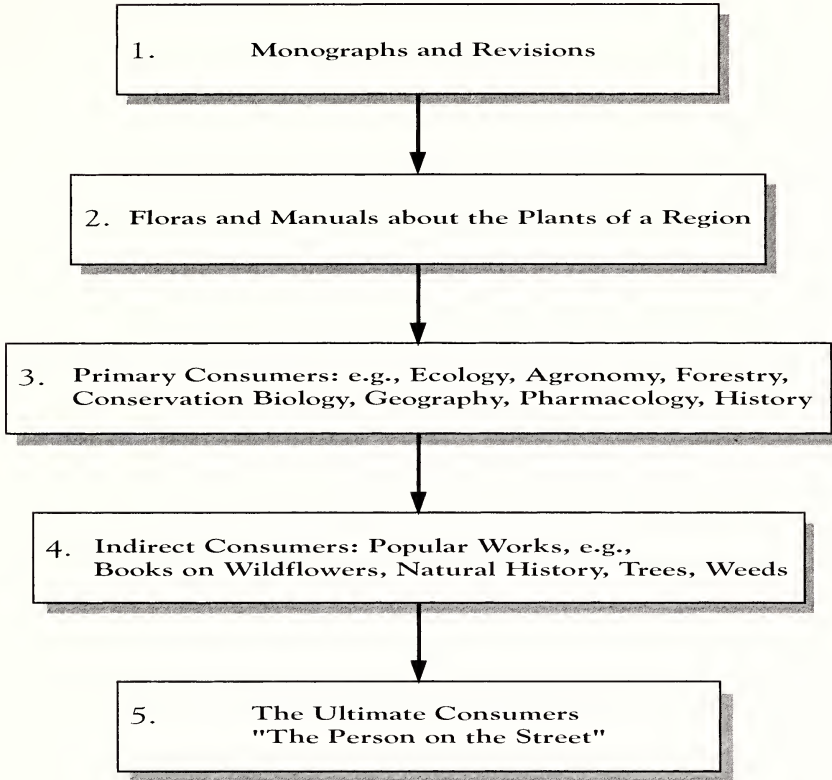 1. Monographs and Revisions
2. Floras and Manuals about the Plants of a Region
3. Primary Consumers: e.g., Ecology, Agronomy, Forestry,
Conservation Biology, Geography, Pharmacology, History
4. Indirect Consumers: Popular Works, e.g.,
Books on Wildflowers, Natural History, Trees, Weeds
5. The Ultimate Consumers
"The Person on the Street"